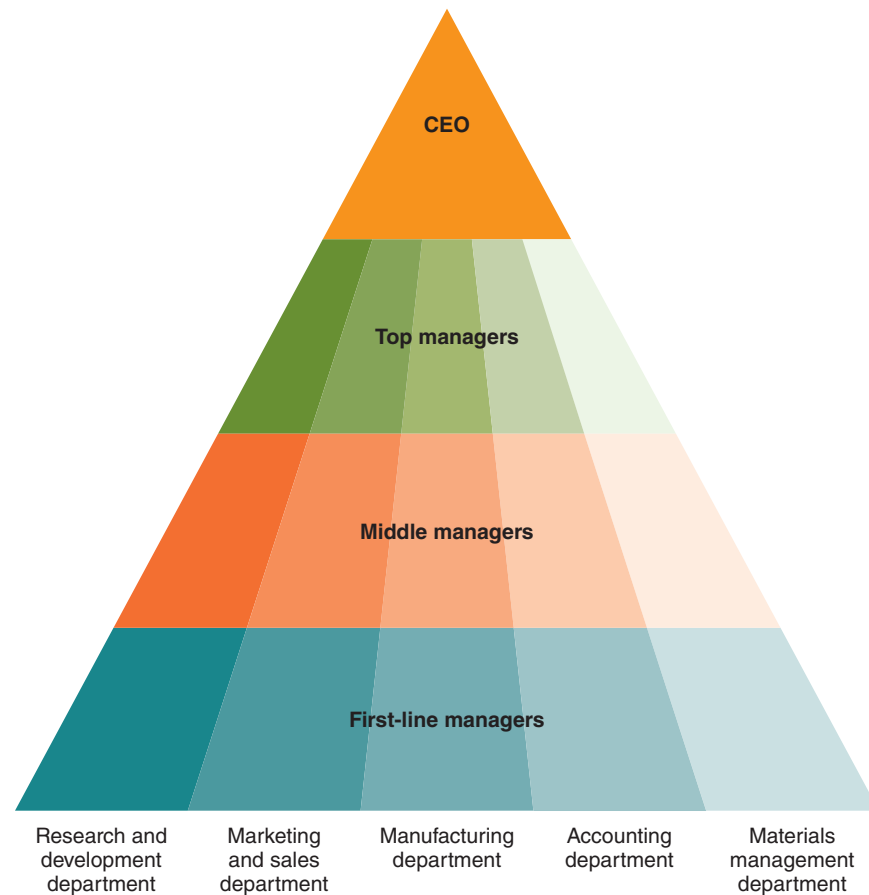 CEO
Top managers
Middle managers
First-line managers
Research and
development
department
Marketing
and sales
department
Manufacturing
department
Accounting
department
Materials
management
department